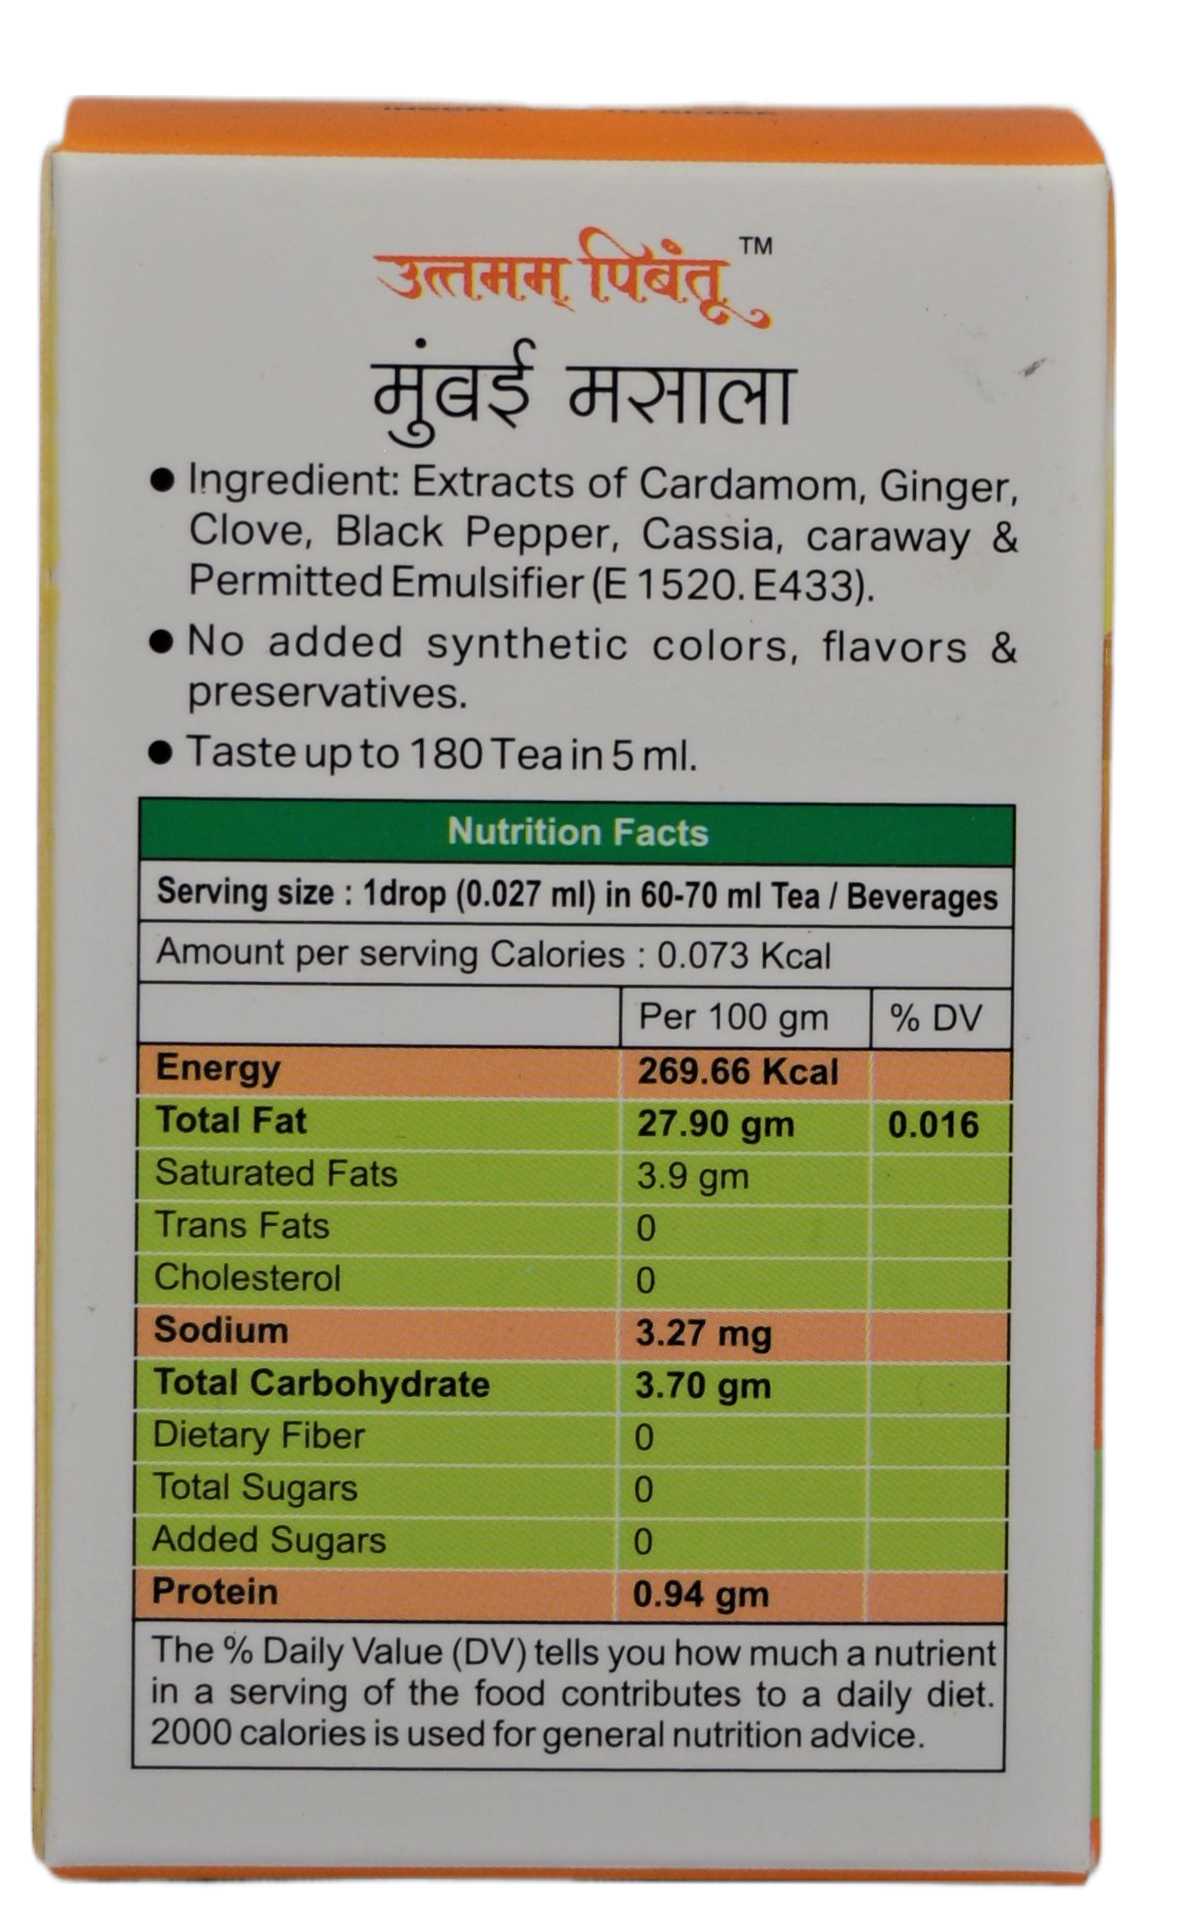 उत्तमम् पिबंतू TM
मुंबई मसाला
● Ingredient: Extracts of Cardamom, Ginger,
Clove, Black Pepper, Cassia, caraway &
Permitted Emulsifier (E 1520. E433).
● No added synthetic colors, flavors &
preservatives.
● Taste up to 180 Tea in 5 ml.
Nutrition Facts
Serving size : 1drop (0.027 ml) in 60-70 ml Tea / Beverages
Amount per serving Calories : 0.073 Kcal
Per 100 gm % DV
Energy 269.66 Kcal
Total Fat 27.90 gm 0.016
Saturated Fats 3.9 gm
Trans Fats 0
Cholesterol 0
Sodium 3.27 mg
Total Carbohydrate 3.70 gm
Dietary Fiber 0
Total Sugars 0
Added Sugars 0
Protein 0.94 gm
The % Daily Value (DV) tells you how much a nutrient
in a serving of the food contributes to a daily diet.
2000 calories is used for general nutrition advice.